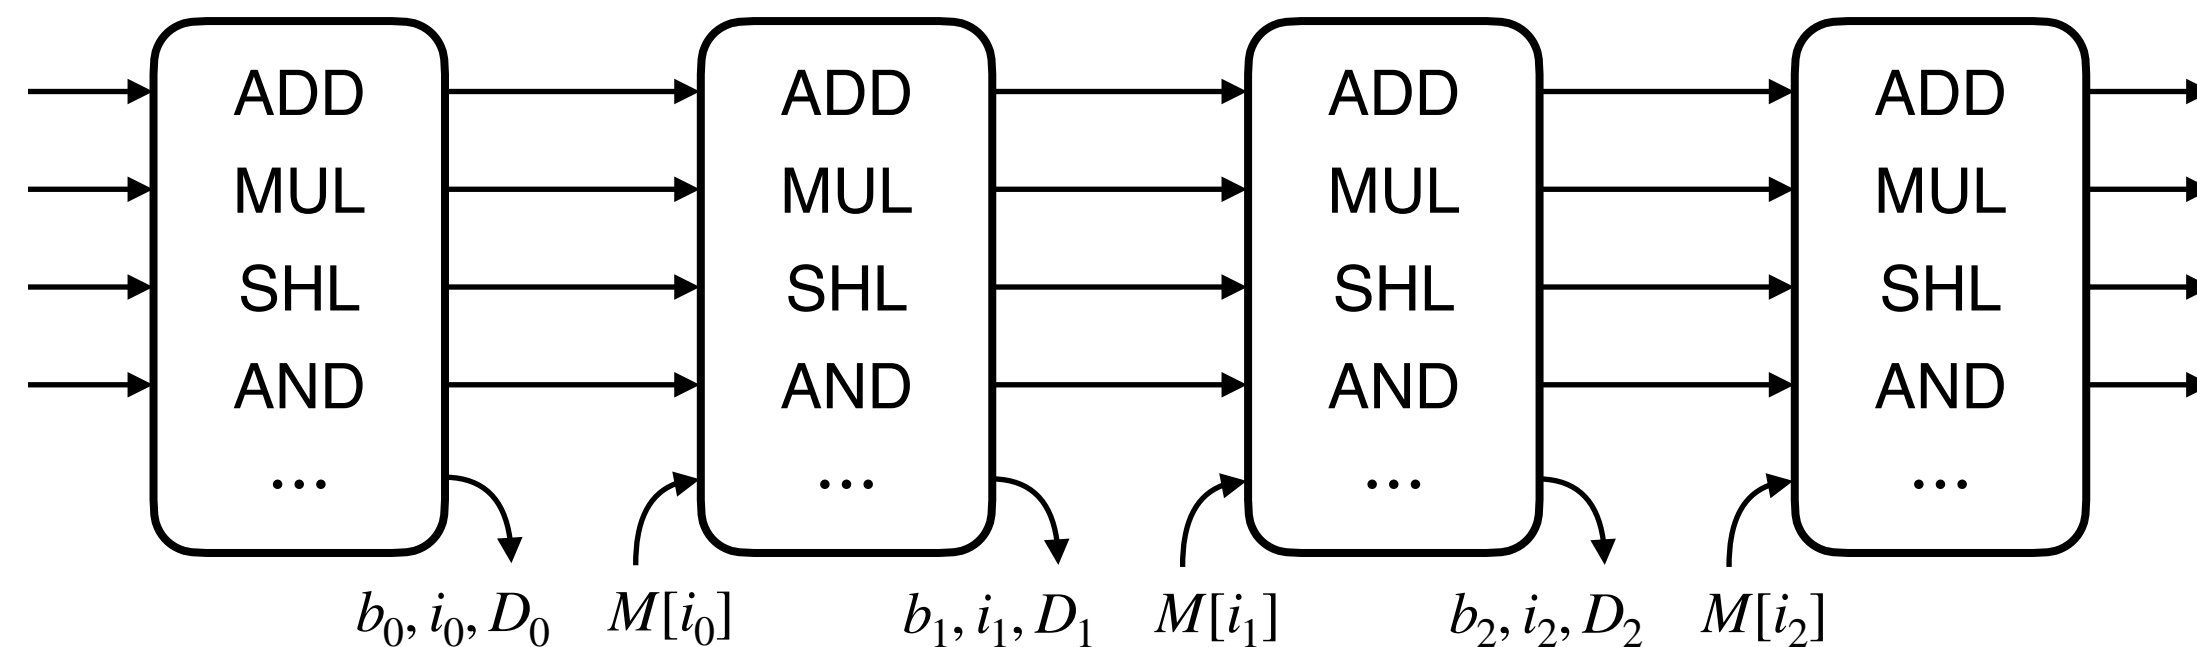 ADD ADD ADD ADD
MUL MUL MUL MUL
SHL SHL SHL SHL
AND AND AND AND
... ... ... ...
b₀, i₀, D₀ M[i₀] b₁, i₁, D₁ M[i₁] b₂, i₂, D₂ M[i₂]